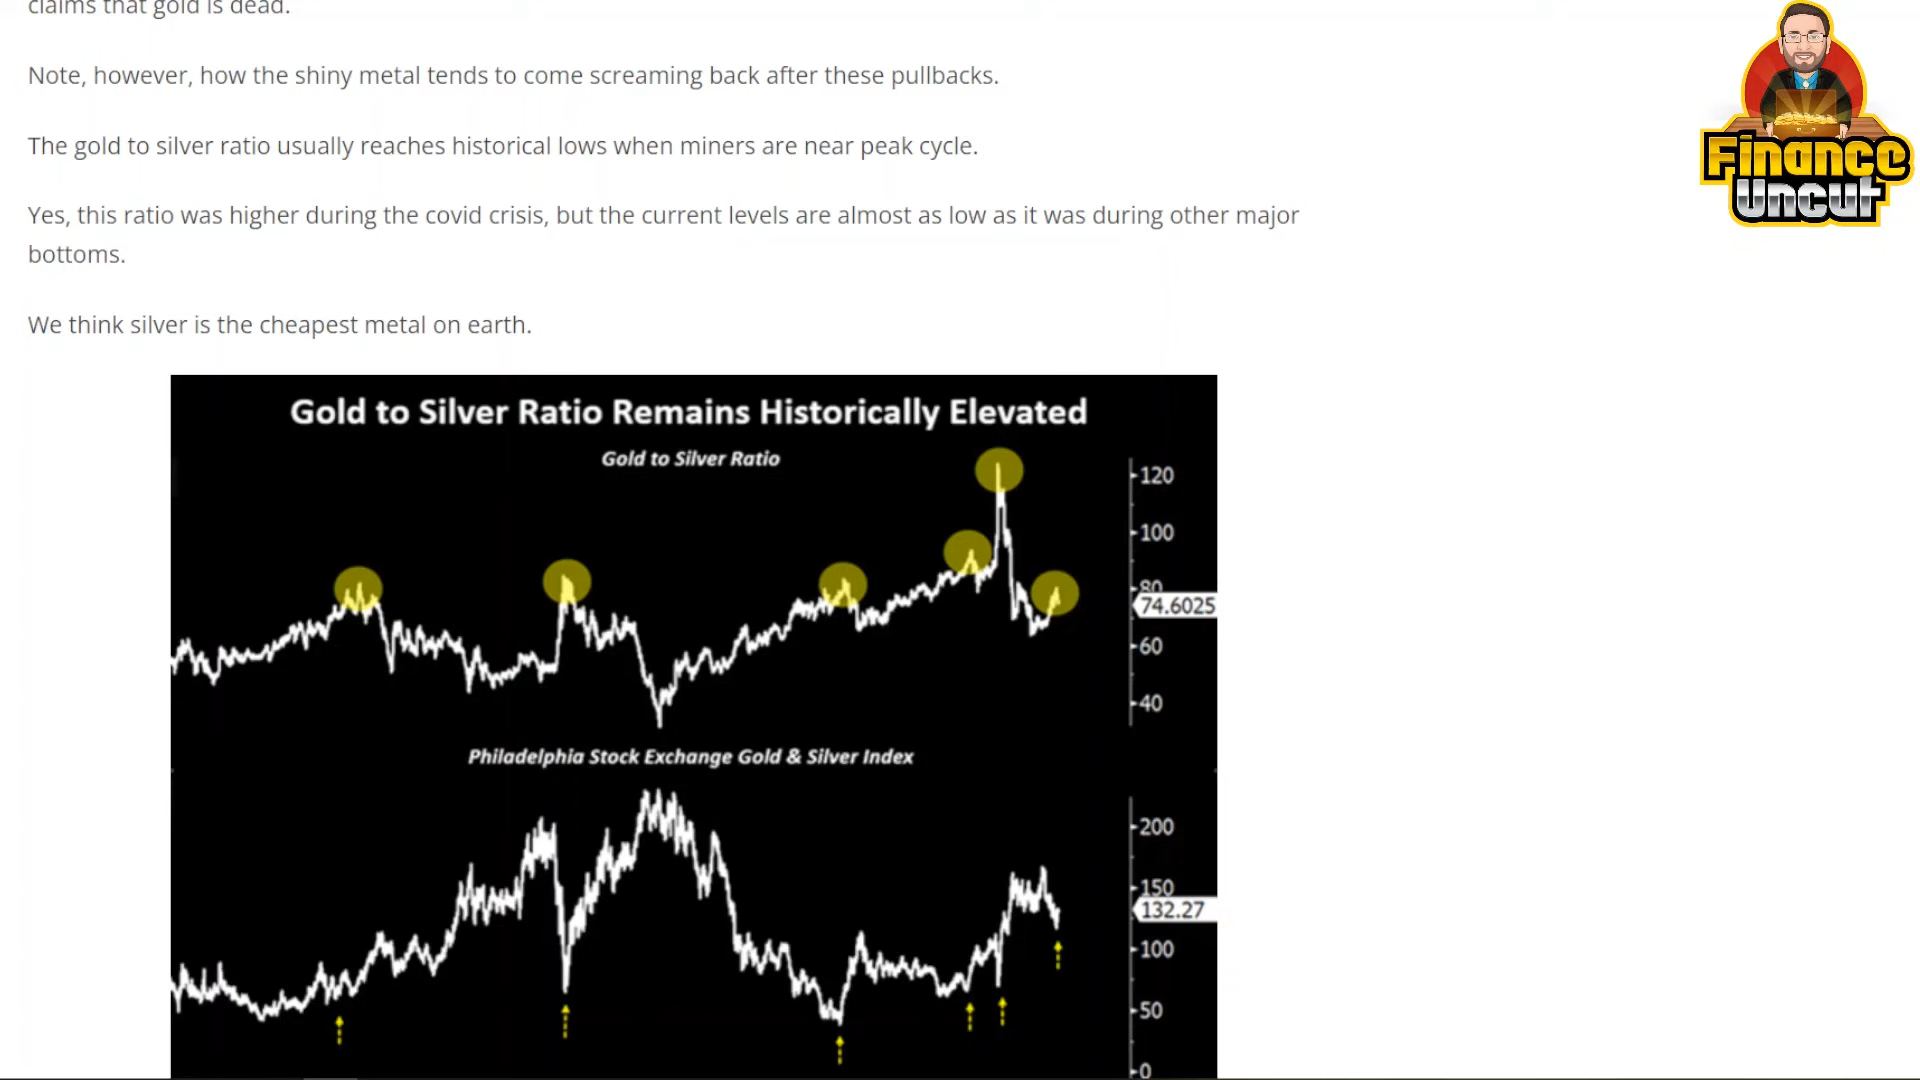 claims that gold is dead.
Note, however, how the shiny metal tends to come screaming back after these pullbacks.
The gold to silver ratio usually reaches historical lows when miners are near peak cycle.
Yes, this ratio was higher during the covid crisis, but the current levels are almost as low as it was during other major
bottoms.
We think silver is the cheapest metal on earth.
Finance
Uncut
Gold to Silver Ratio Remains Historically Elevated
Gold to Silver Ratio
120
100
80
74.6025
60
40
Philadelphia Stock Exchange Gold & Silver Index
200
150
132.27
100
50
0